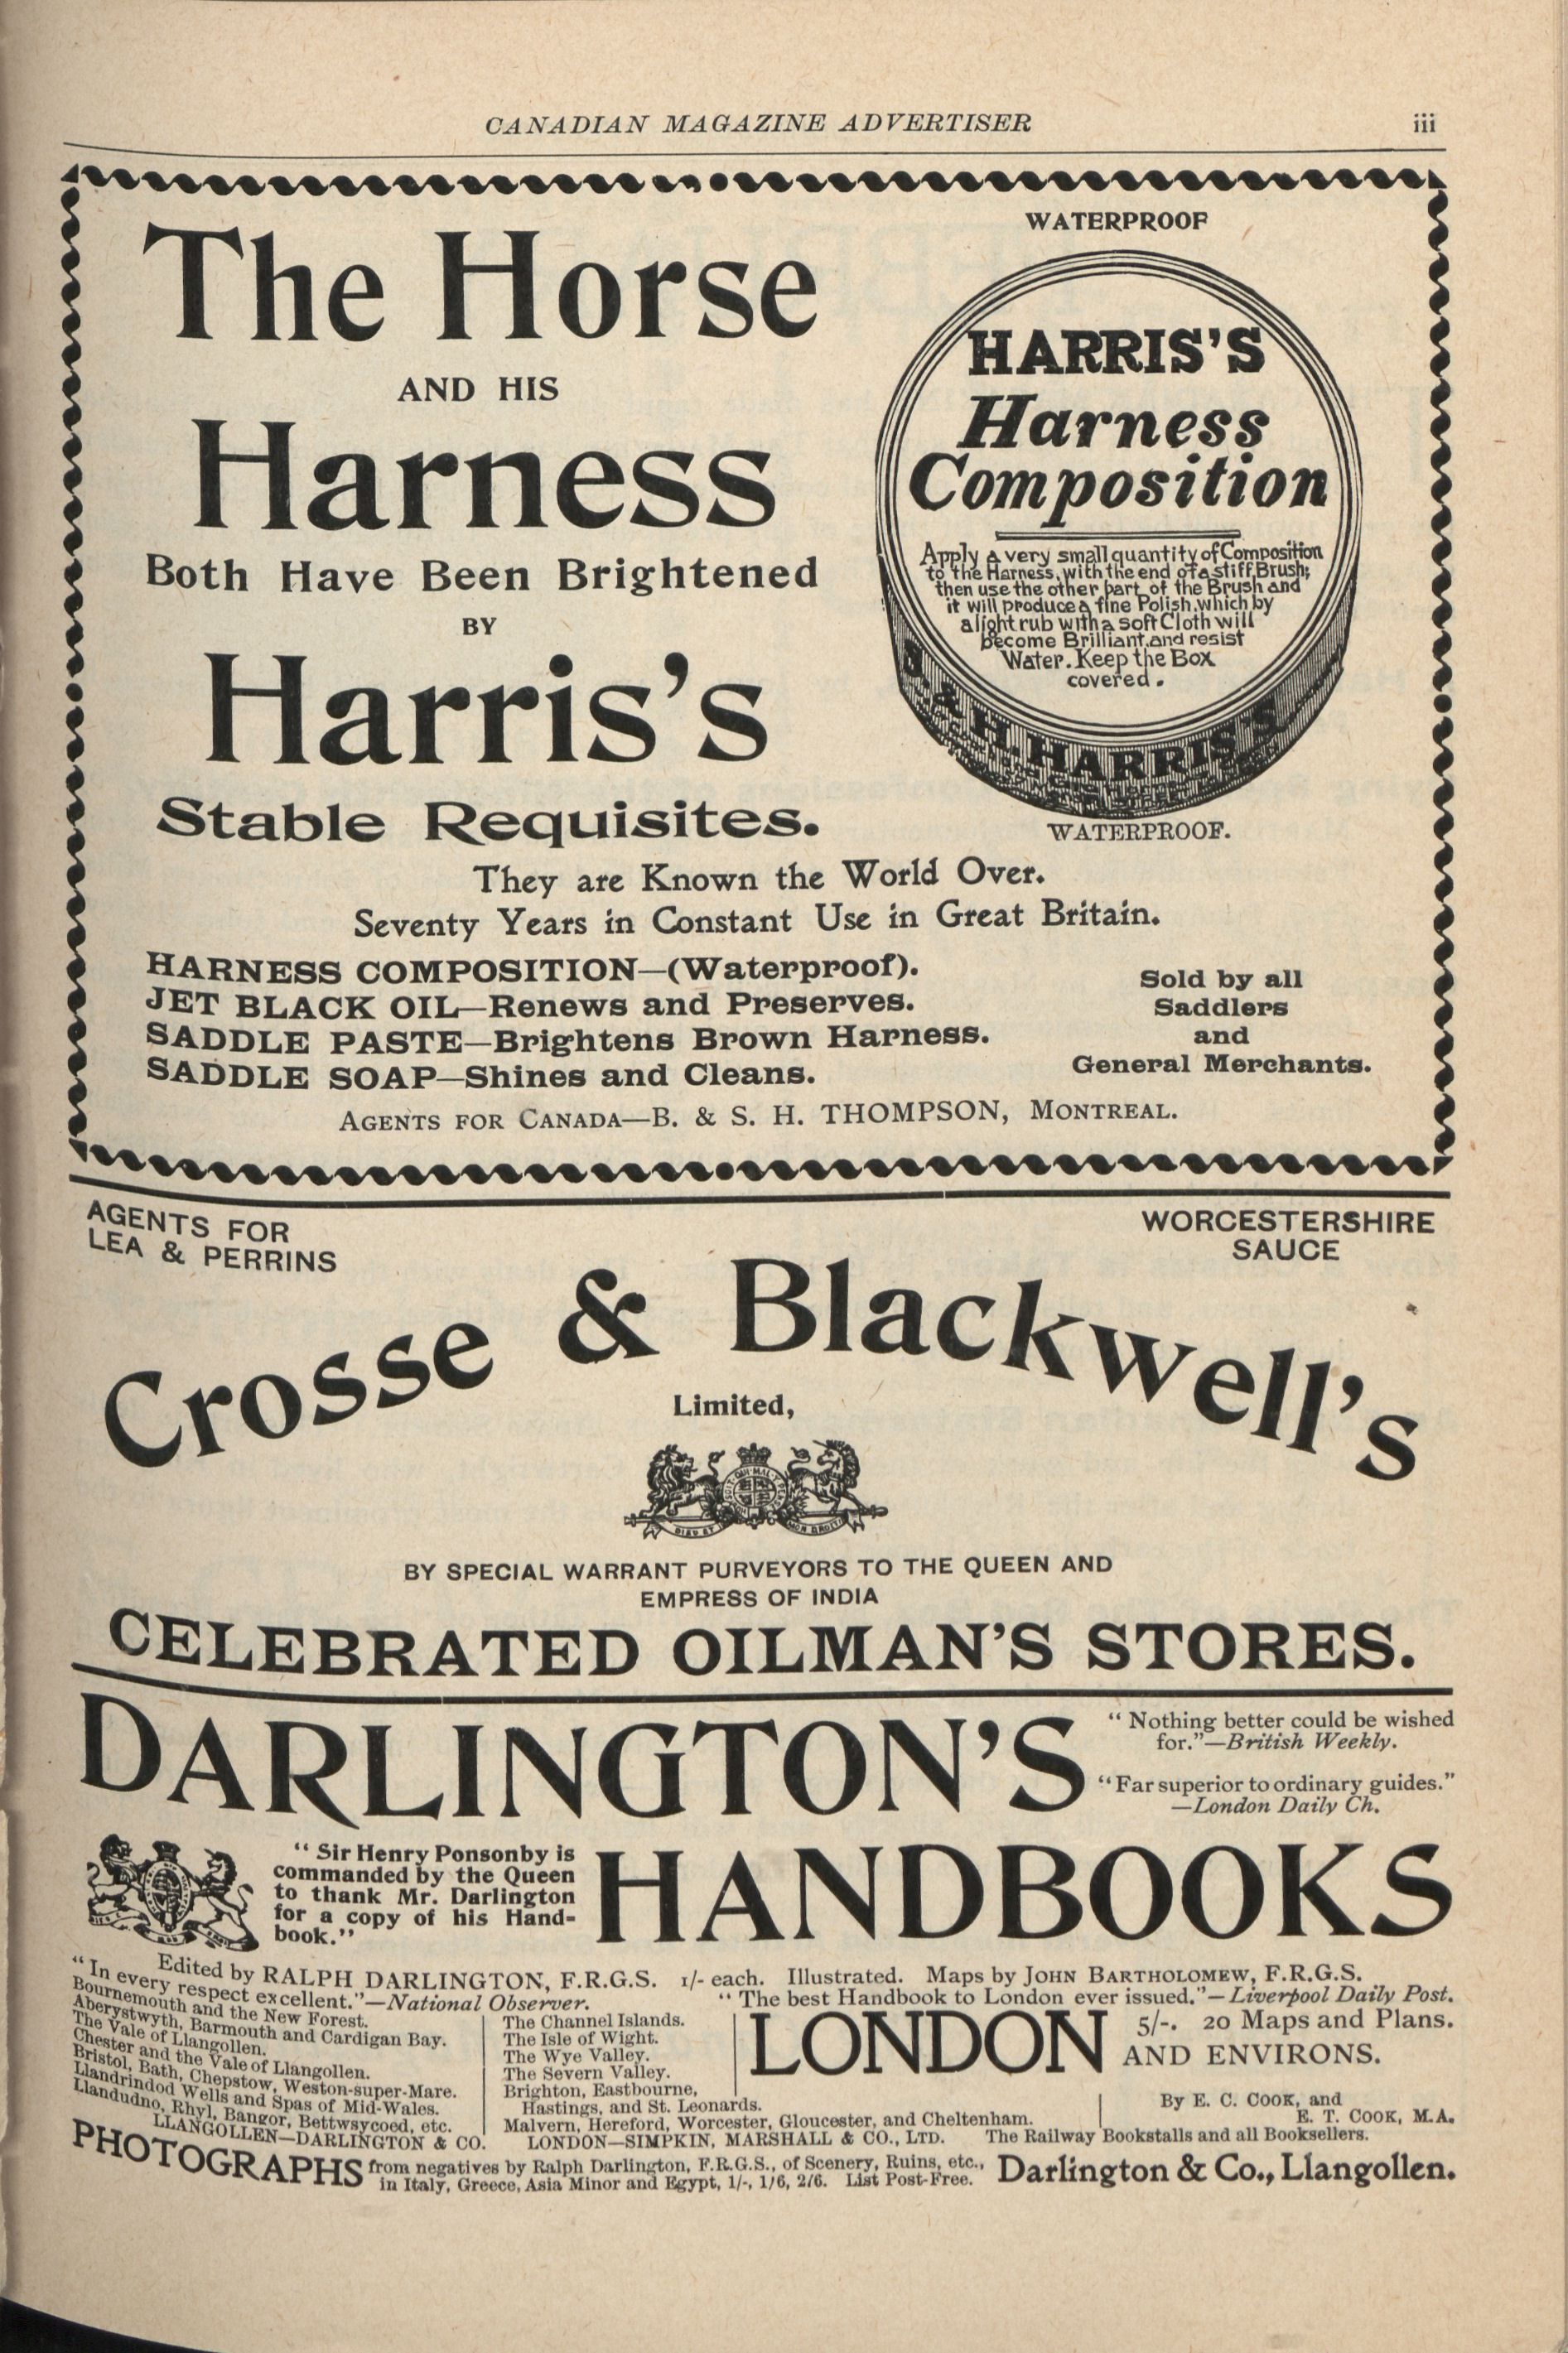 CANADIAN MAGAZINE ADVERTISER iii
The Horse
AND HIS
Harness
Both Have Been Brightened
BY
Harris's
Stable Requisites.
WATERPROOF
HARRIS'S
Harness
Composition
Apply a very small quantity of Composition
to the Harness, with the end of a stiff Brush;
then use the other part of the Brush and
it will produce a fine Polish, which by
a light rub with a soft Cloth will
become Brilliant, and resist
Water. Keep the Box
covered.
& H. HARRIS'S
WATERPROOF.
They are Known the World Over.
Seventy Years in Constant Use in Great Britain.
HARNESS COMPOSITION—(Waterproof).
JET BLACK OIL—Renews and Preserves.
SADDLE PASTE—Brightens Brown Harness.
SADDLE SOAP—Shines and Cleans.
Sold by all
Saddlers
and
General Merchants.
AGENTS FOR CANADA—B. & S. H. THOMPSON, MONTREAL.
AGENTS FOR
LEA & PERRINS
WORCESTERSHIRE
SAUCE
Crosse & Blackwell's
Limited,
BY SPECIAL WARRANT PURVEYORS TO THE QUEEN AND
EMPRESS OF INDIA
CELEBRATED OILMAN'S STORES.
DARLINGTON'S
"Nothing better could be wished
for."—British Weekly.
"Far superior to ordinary guides."
—London Daily Ch.
"Sir Henry Ponsonby is
commanded by the Queen
to thank Mr. Darlington
for a copy of his Hand-
book."
HANDBOOKS
Edited by RALPH DARLINGTON, F.R.G.S. 1/- each. Illustrated. Maps by JOHN BARTHOLOMEW, F.R.G.S.
"In every respect excellent."—National Observer.
"The best Handbook to London ever issued."—Liverpool Daily Post.
Bournemouth and the New Forest.
Aberystwyth, Barmouth and Cardigan Bay.
The Vale of Llangollen.
Chester and the Vale of Llangollen.
Bristol, Bath, Chepstow, Weston-super-Mare.
Llandrindod Wells and Spas of Mid-Wales.
Llandudno, Rhyl, Bangor, Bettwsycoed, etc.
The Channel Islands.
The Isle of Wight.
The Wye Valley.
The Severn Valley.
Brighton, Eastbourne,
Hastings, and St. Leonards.
Malvern, Hereford, Worcester, Gloucester, and Cheltenham.
LONDON 5/-. 20 Maps and Plans.
AND ENVIRONS.
By E. C. COOK, and
E. T. COOK, M.A.
LLANGOLLEN—DARLINGTON & CO. LONDON—SIMPKIN, MARSHALL & CO., LTD. The Railway Bookstalls and all Booksellers.
PHOTOGRAPHS from negatives by Ralph Darlington, F.R.G.S., of Scenery, Ruins, etc.,
in Italy, Greece, Asia Minor and Egypt, 1/-, 1/6, 2/6. List Post-Free.
Darlington & Co., Llangollen.